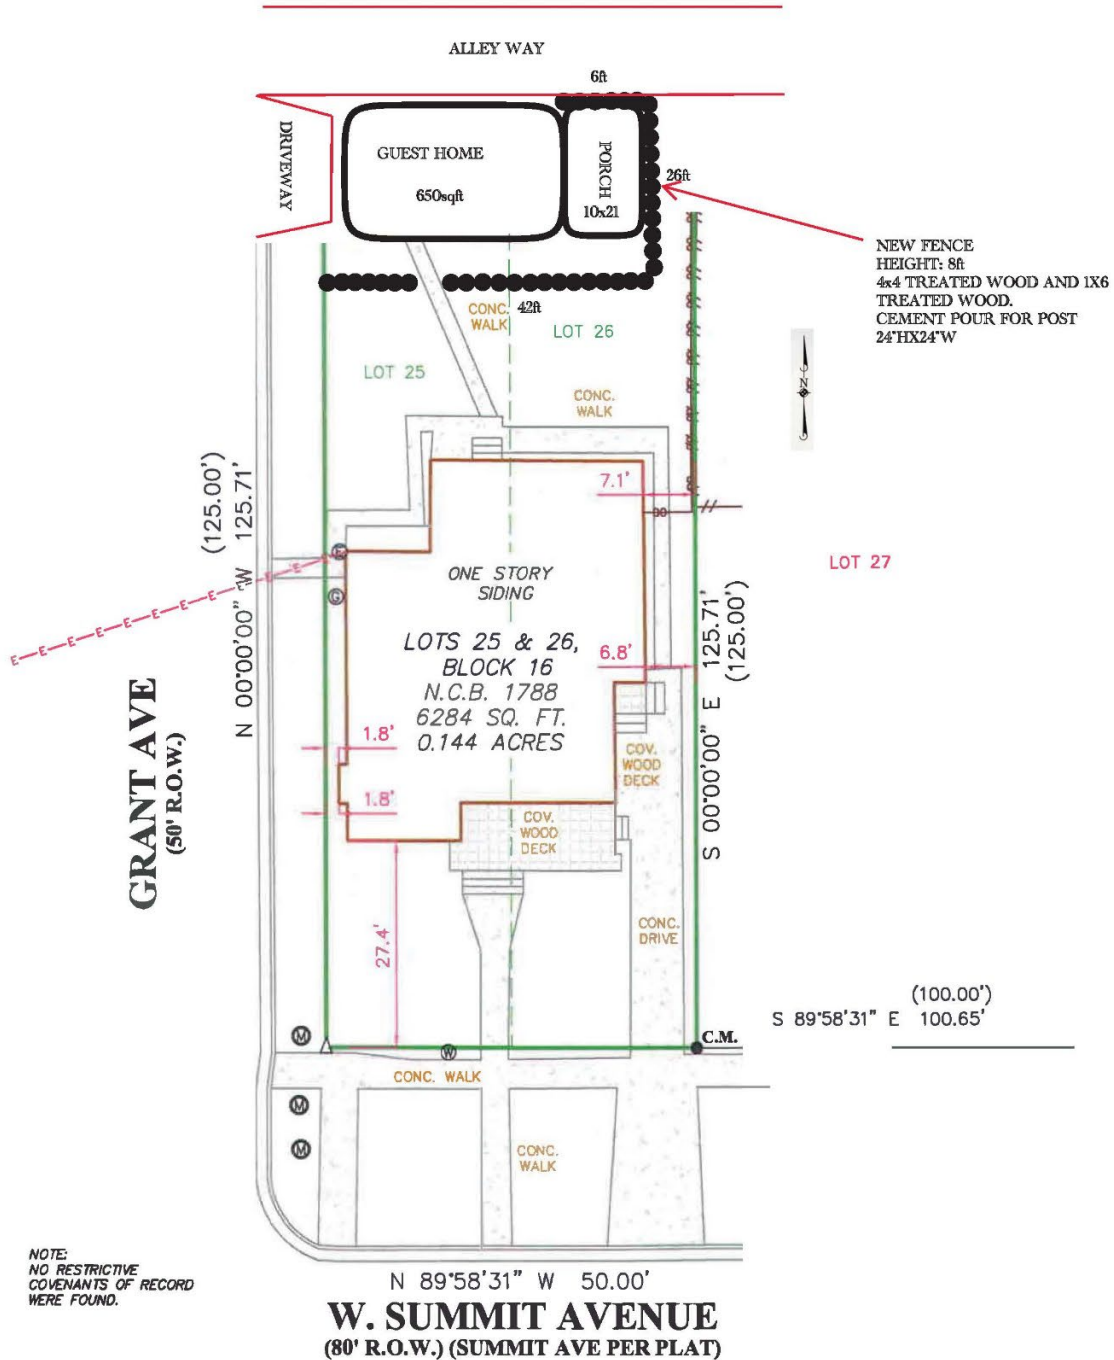 ALLEY WAY
6ft
DRIVEWAY
GUEST HOME
650sqft
PORCH
10x21
26ft
NEW FENCE
HEIGHT: 8ft
4x4 TREATED WOOD AND 1X6
TREATED WOOD.
CEMENT POUR FOR POST
24"HX24"W
CONC.
WALK
42ft
LOT 26
LOT 25
N
CONC.
WALK
(125.00')
N 00°00'00" W 125.71'
7.1'
E
G
E E E E E E E E E E
ONE STORY
SIDING
LOT 27
LOTS 25 & 26,
BLOCK 16
N.C.B. 1788
6284 SQ. FT.
0.144 ACRES
6.8'
S 00°00'00" E 125.71'
(125.00')
GRANT AVE
(50' R.O.W.)
1.8'
1.8'
COV.
WOOD
DECK
COV.
WOOD
DECK
27.4'
CONC.
DRIVE
(100.00')
S 89°58'31" E 100.65'
M
W
C.M.
CONC. WALK
M
M
CONC.
WALK
NOTE:
NO RESTRICTIVE
COVENANTS OF RECORD
WERE FOUND.
N 89°58'31" W 50.00'
W. SUMMIT AVENUE
(80' R.O.W.) (SUMMIT AVE PER PLAT)